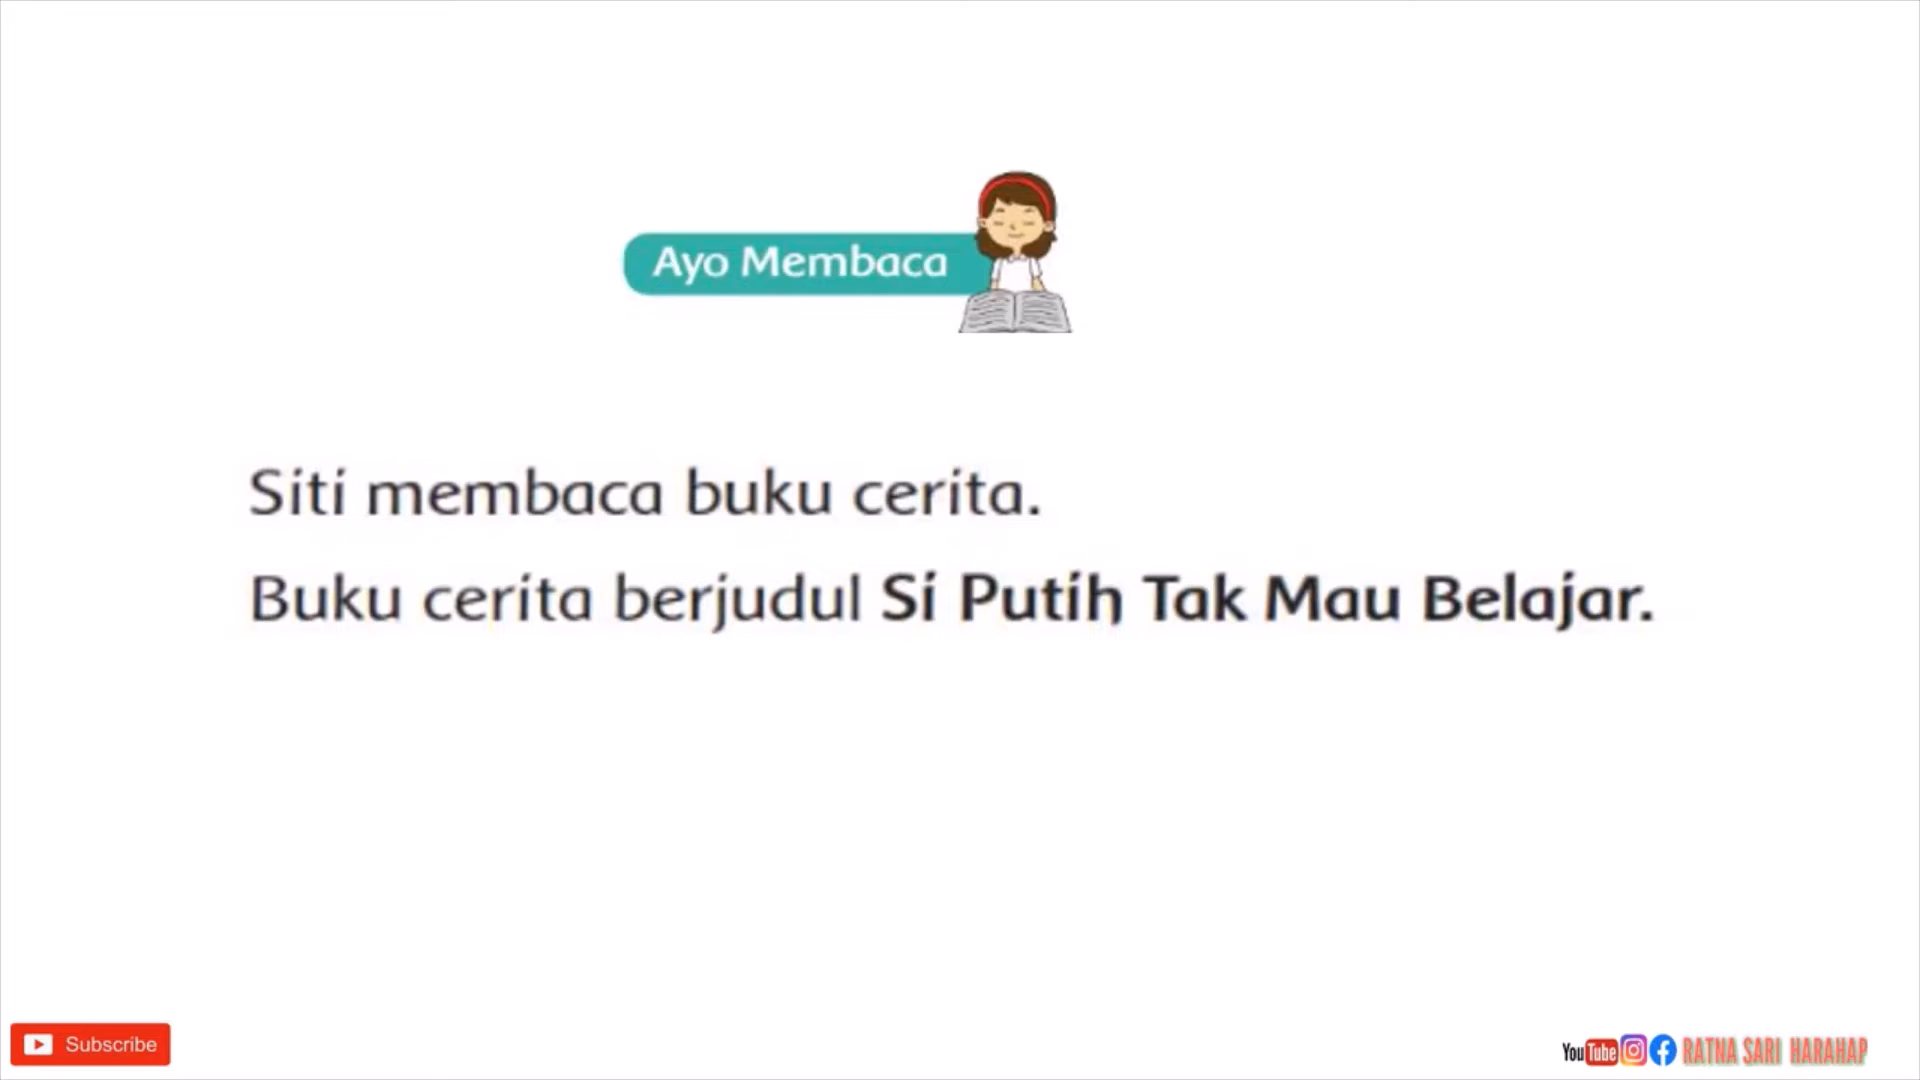 Ayo Membaca
Siti membaca buku cerita.
Buku cerita berjudul Si Putih Tak Mau Belajar.
Subscribe
YouTube RATNA SARI HARAHAP